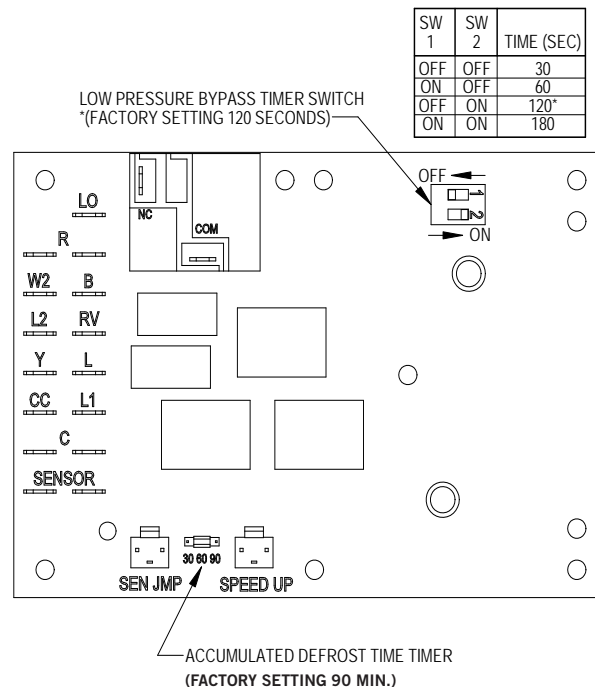 SW 1 SW 2 TIME (SEC)
OFF OFF 30
ON OFF 60
OFF ON 120*
ON ON 180
LOW PRESSURE BYPASS TIMER SWITCH
*(FACTORY SETTING 120 SECONDS)
OFF
1
2
ON
NC
COM
LO
R
W2 B
L2 RV
Y L
CC L1
C
SENSOR
30 60 90
SEN JMP SPEED UP
ACCUMULATED DEFROST TIME TIMER
(FACTORY SETTING 90 MIN.)